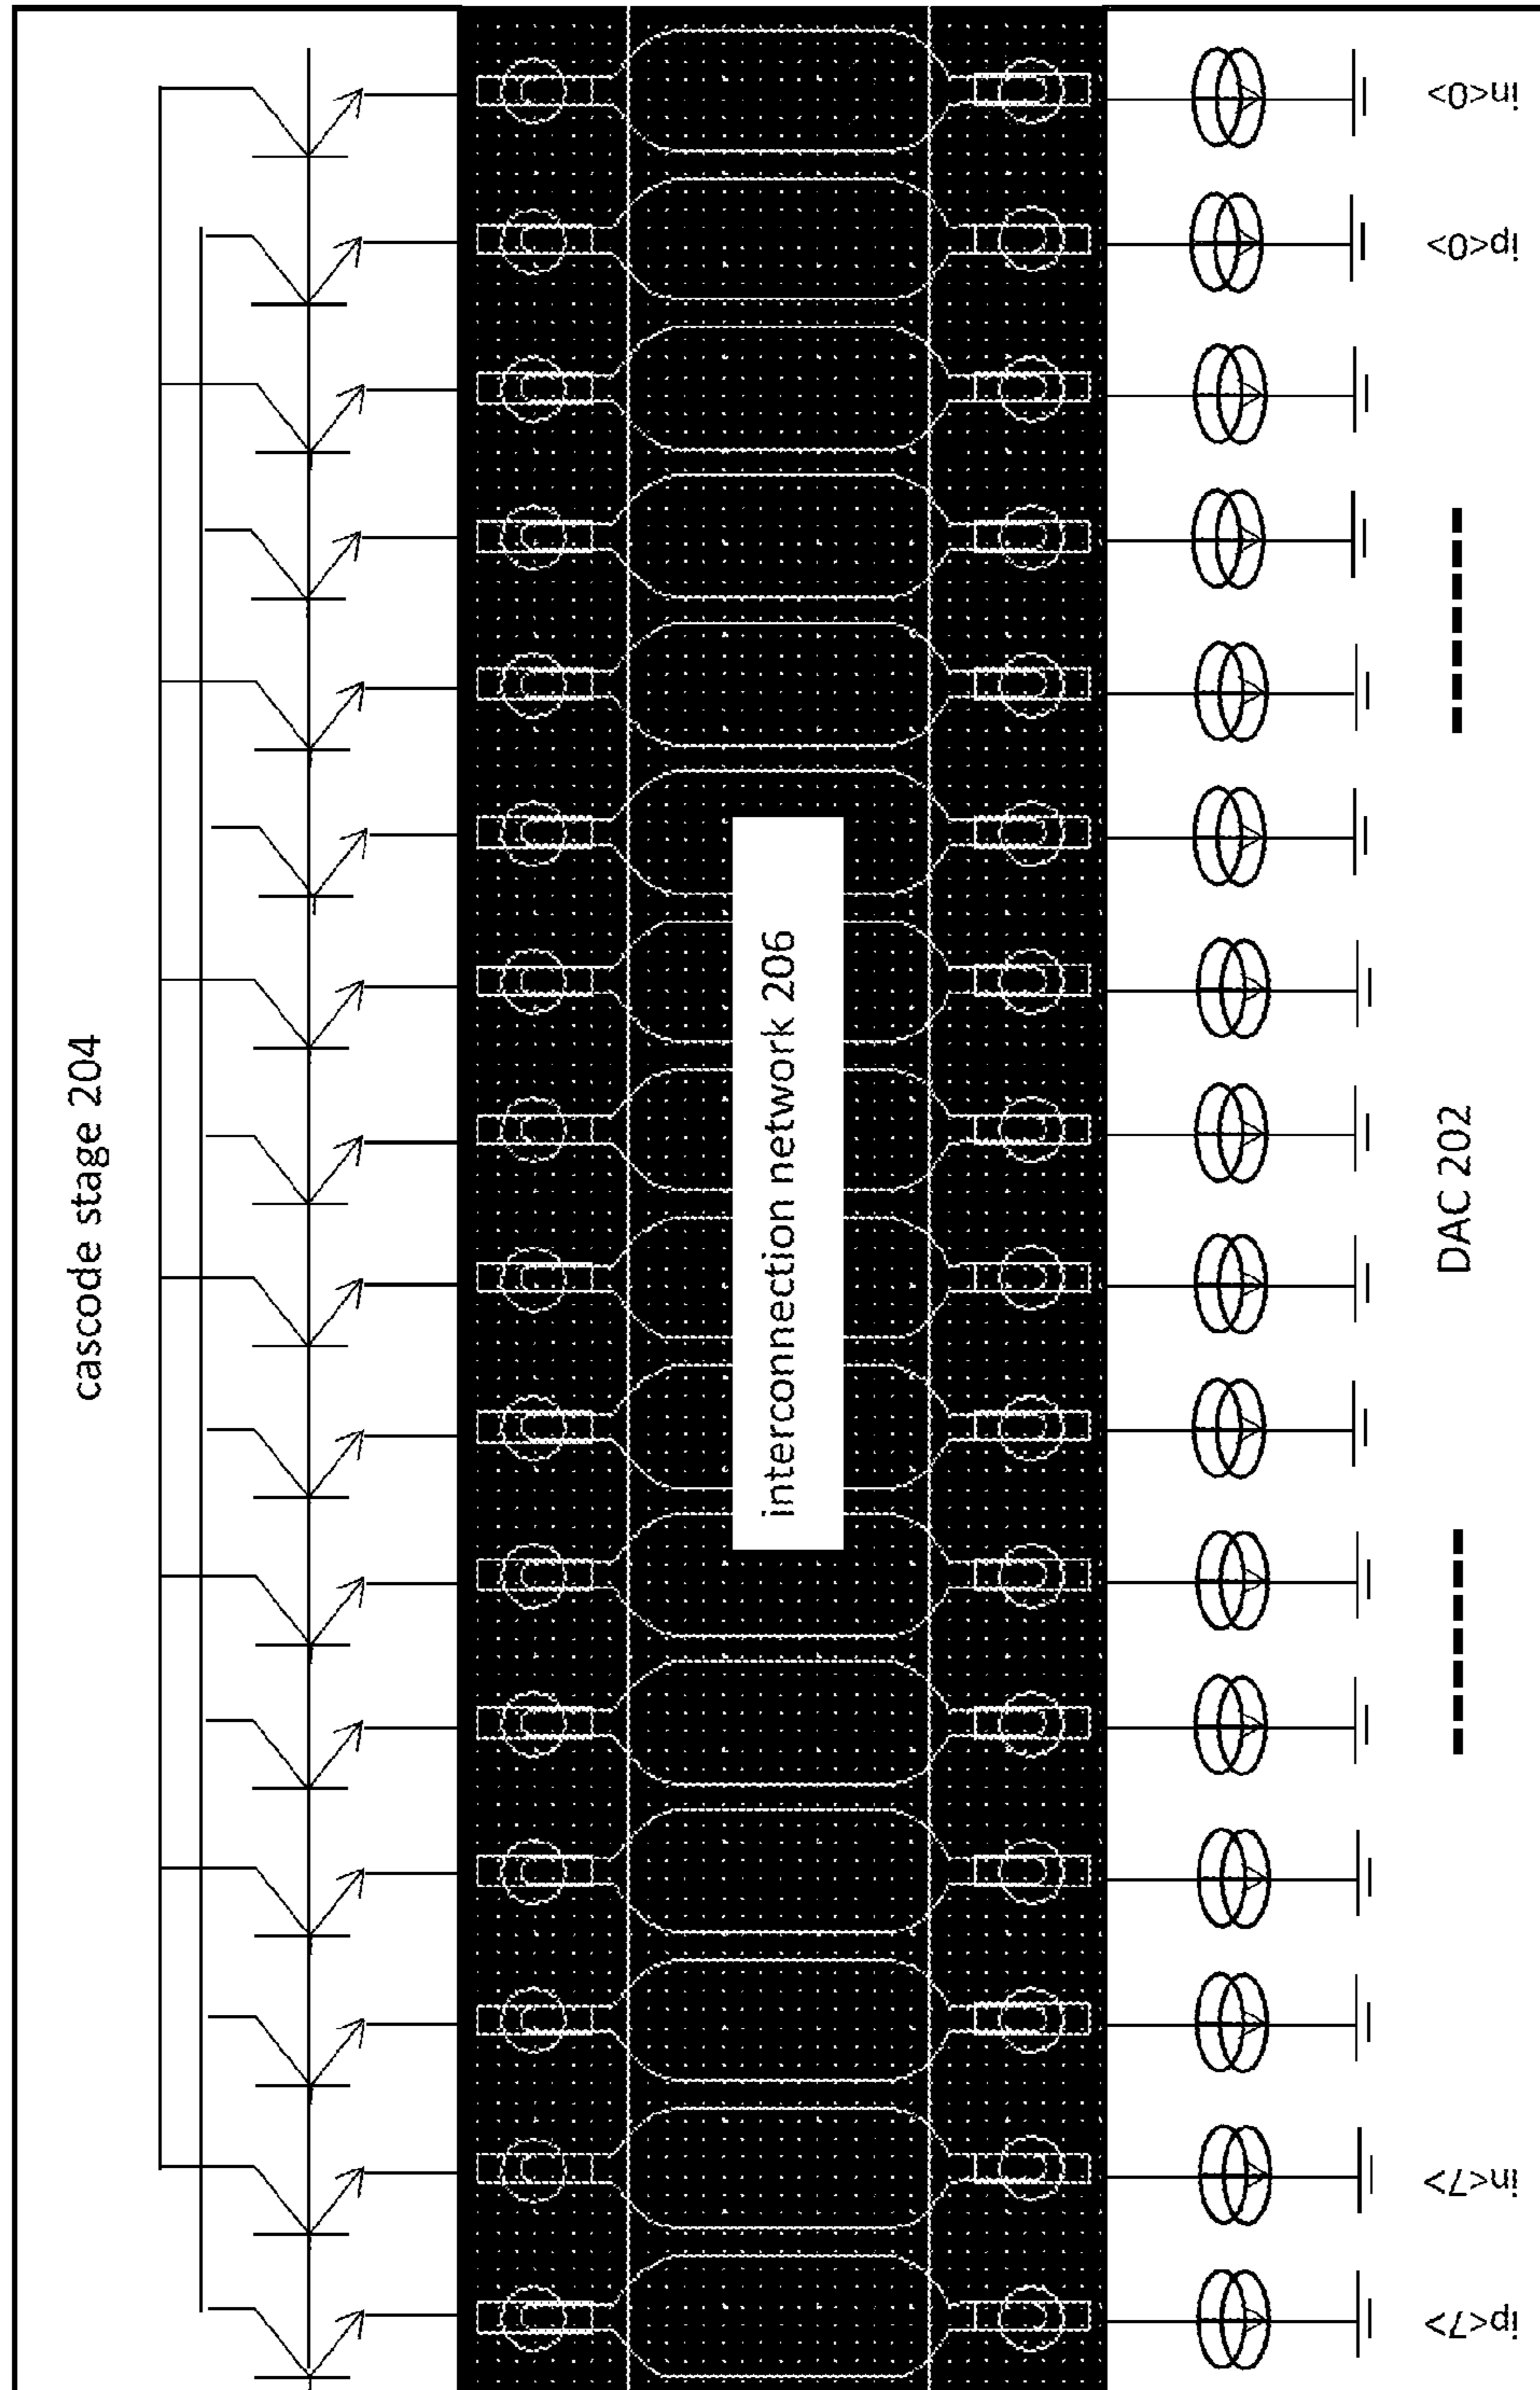 cascode stage 204
interconnection network 206
in<0>
ip<0>
DAC 202
in<7>
ip<7>